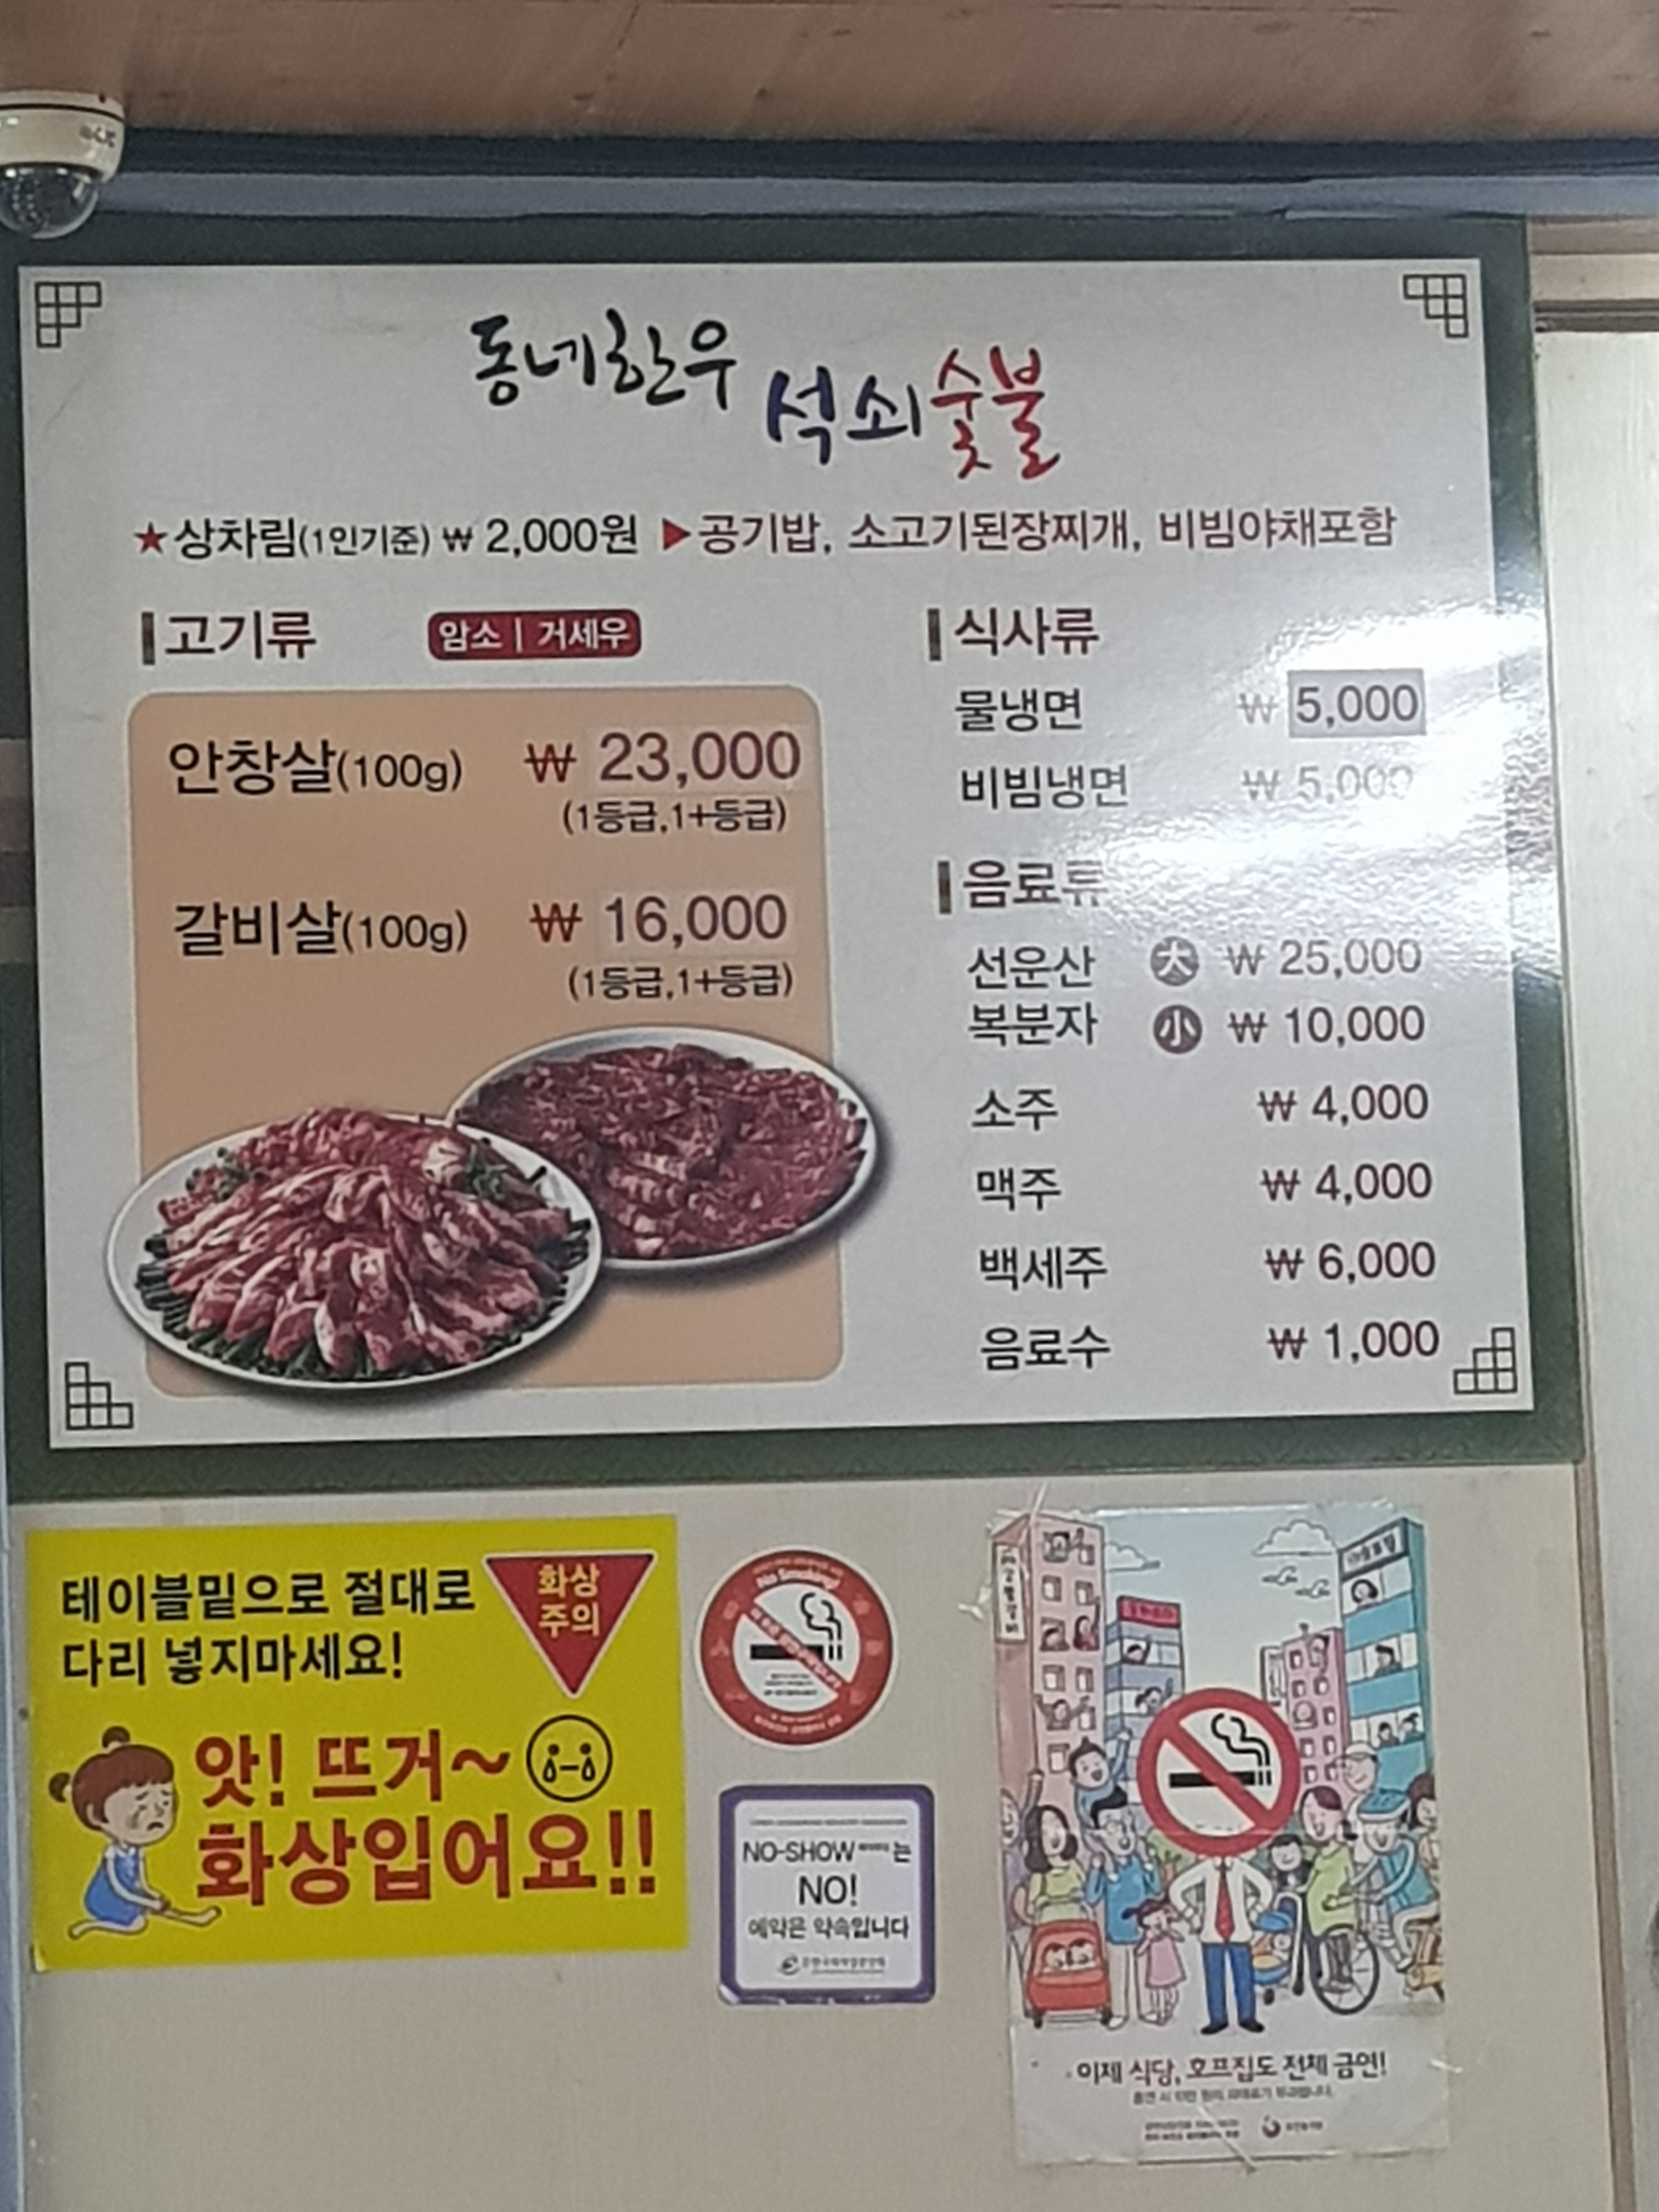 동네한우
석쇠숯불
★상차림(1인기준) ₩ 2,000원 ▶공기밥, 소고기된장찌개, 비빔야채포함
고기류 암소 | 거세우
안창살(100g) ₩ 23,000
(1등급,1+등급)
갈비살(100g) ₩ 16,000
(1등급,1+등급)
식사류
물냉면 ₩ 5,000
비빔냉면 ₩ 5,000
음료류
선운산 大 ₩ 25,000
복분자 小 ₩ 10,000
소주 ₩ 4,000
맥주 ₩ 4,000
백세주 ₩ 6,000
음료수 ₩ 1,000
테이블밑으로 절대로
다리 넣지마세요!
화상
주의
앗! 뜨거~
화상입어요!!
No Smoking!
NO-SHOW 는
NO!
예약은 약속입니다
이제 식당, 호프집도 전체 금연!